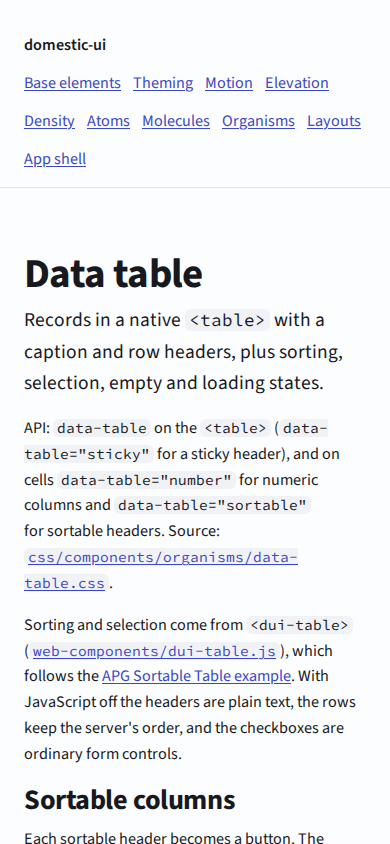 domestic-ui
Base elements Theming Motion Elevation
Density Atoms Molecules Organisms Layouts
App shell
Data table
Records in a native <table> with a
caption and row headers, plus sorting,
selection, empty and loading states.
API: data-table on the <table> ( data-
table="sticky" for a sticky header), and on
cells data-table="number" for numeric
columns and data-table="sortable"
for sortable headers. Source:
css/components/organisms/data-
table.css .
Sorting and selection come from <dui-table>
( web-components/dui-table.js ), which
follows the APG Sortable Table example. With
JavaScript off the headers are plain text, the rows
keep the server's order, and the checkboxes are
ordinary form controls.
Sortable columns
Each sortable header becomes a button. The